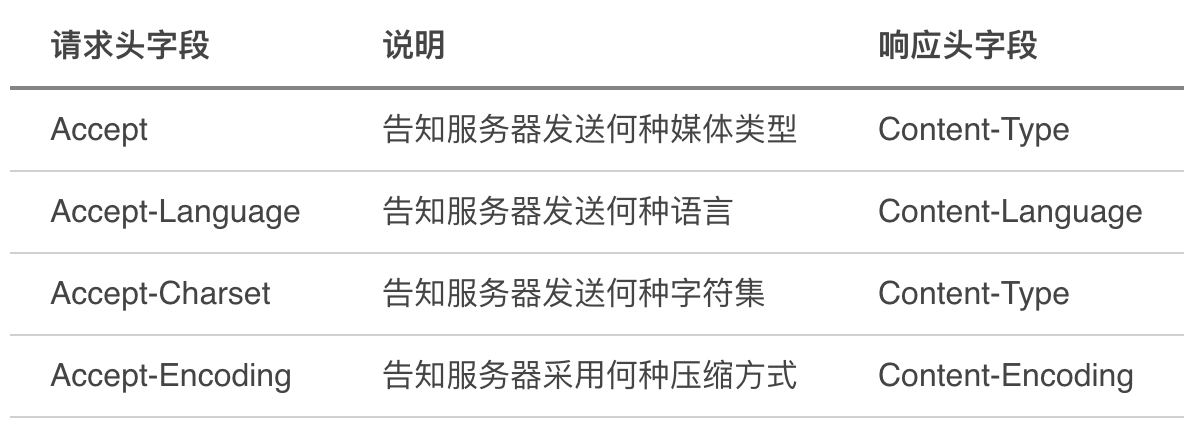 请求头字段 说明 响应头字段
Accept 告知服务器发送何种媒体类型 Content-Type
Accept-Language 告知服务器发送何种语言 Content-Language
Accept-Charset 告知服务器发送何种字符集 Content-Type
Accept-Encoding 告知服务器采用何种压缩方式 Content-Encoding